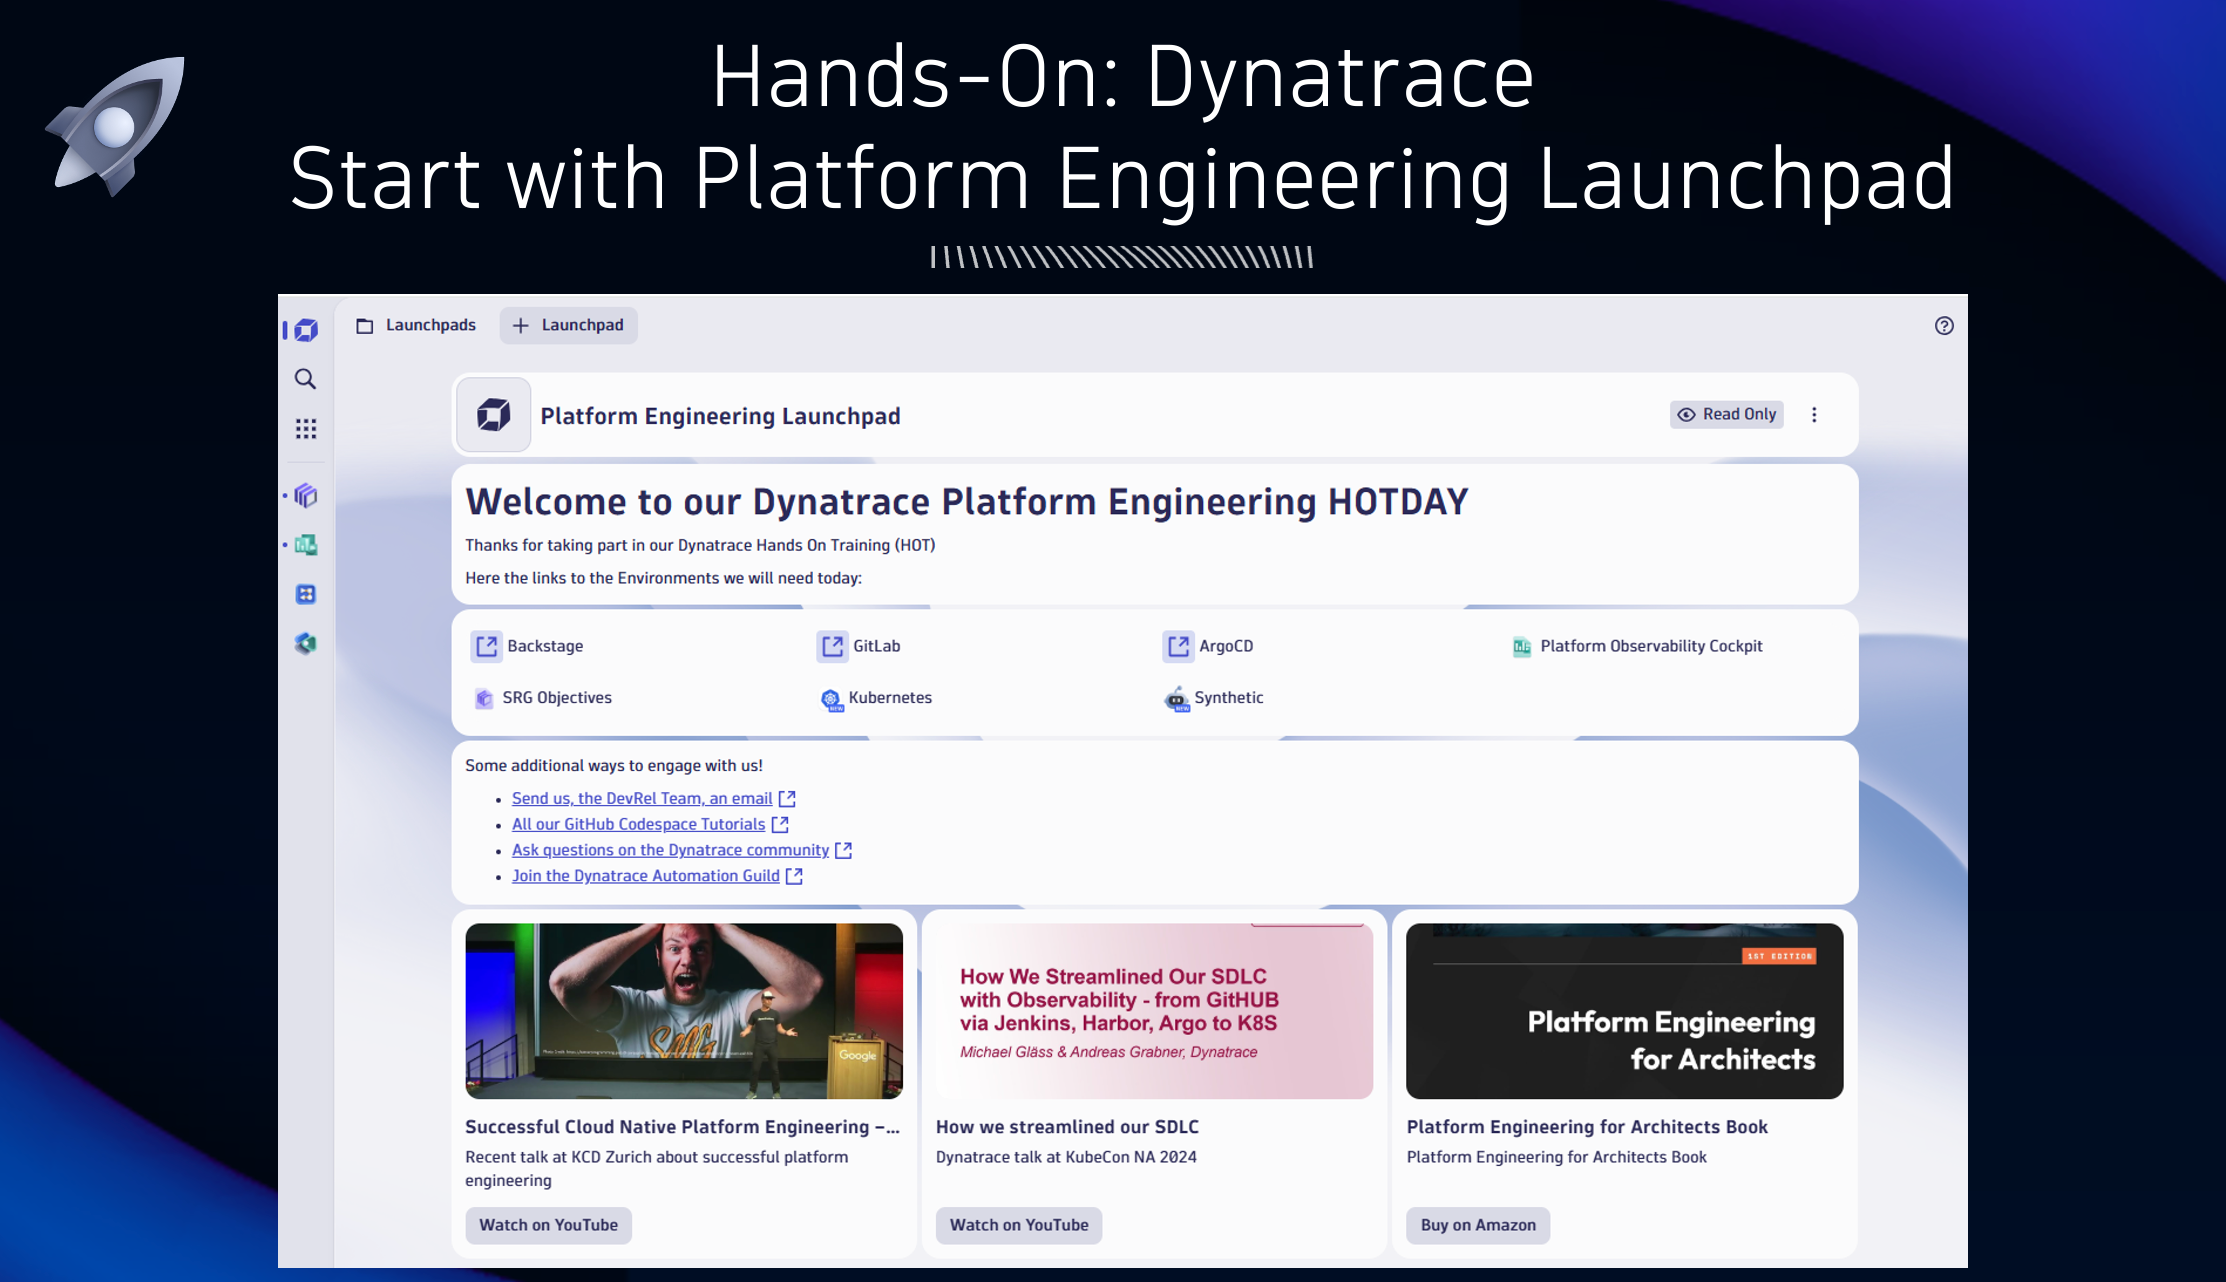 Hands-On: Dynatrace
Start with Platform Engineering Launchpad
Launchpads
Launchpad
Platform Engineering Launchpad
Read Only
Welcome to our Dynatrace Platform Engineering HOTDAY
Thanks for taking part in our Dynatrace Hands On Training (HOT)
Here the links to the Environments we will need today:
Backstage
GitLab
ArgoCD
Platform Observability Cockpit
SRG Objectives
Kubernetes
Synthetic
Some additional ways to engage with us!
Send us, the DevRel Team, an email
All our GitHub Codespace Tutorials
Ask questions on the Dynatrace community
Join the Dynatrace Automation Guild
Google
How We Streamlined Our SDLC
with Observability - from GitHUB
via Jenkins, Harbor, Argo to K8S
Michael Gläss & Andreas Grabner, Dynatrace
1ST EDITION
Platform Engineering
for Architects
Successful Cloud Native Platform Engineering –...
Recent talk at KCD Zurich about successful platform
engineering
Watch on YouTube
How we streamlined our SDLC
Dynatrace talk at KubeCon NA 2024
Watch on YouTube
Platform Engineering for Architects Book
Platform Engineering for Architects Book
Buy on Amazon